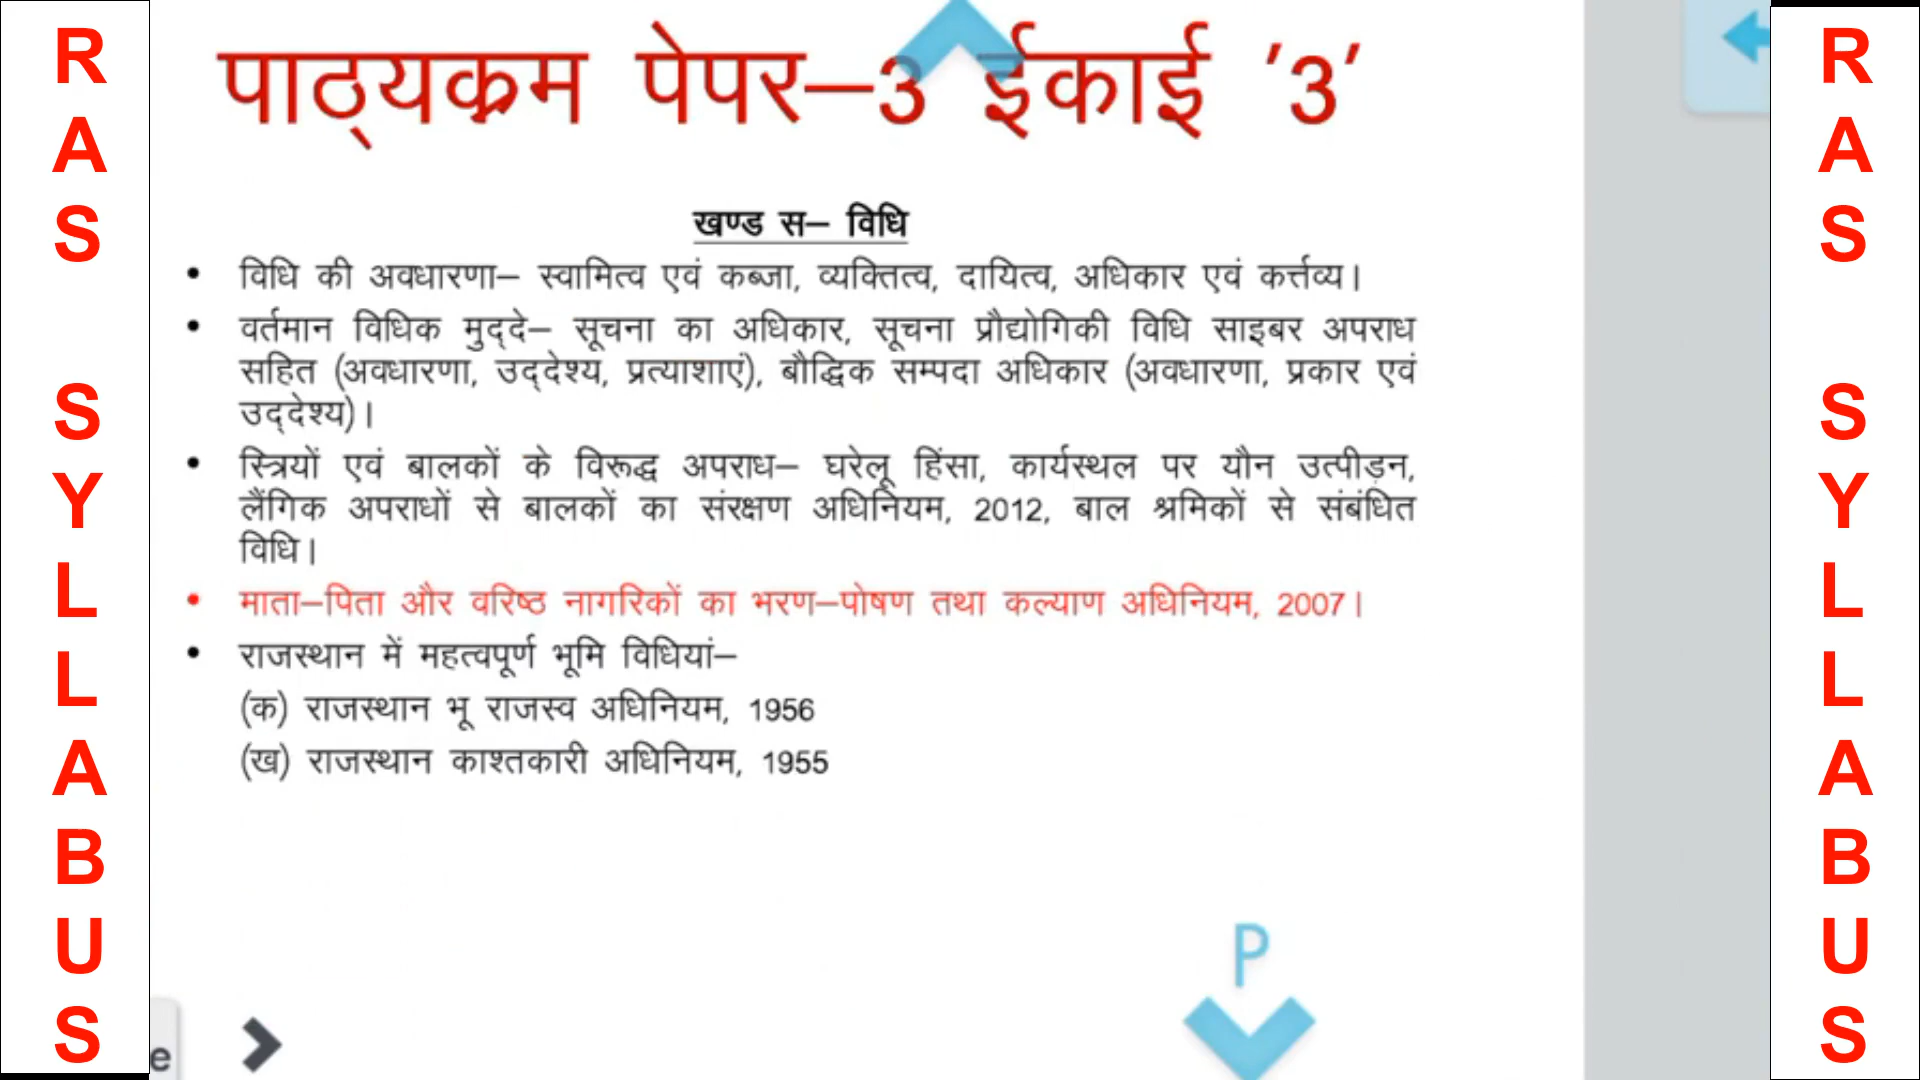 RAS SYLLABUS
पाठ्यक्रम पेपर–3 ईकाई '3'
खण्ड स– विधि
• विधि की अवधारणा– स्वामित्व एवं कब्जा, व्यक्तित्व, दायित्व, अधिकार एवं कर्त्तव्य।
• वर्तमान विधिक मुद्दे– सूचना का अधिकार, सूचना प्रौद्योगिकी विधि साइबर अपराध
सहित (अवधारणा, उद्देश्य, प्रत्याशाएं), बौद्धिक सम्पदा अधिकार (अवधारणा, प्रकार एवं
उद्देश्य)।
• स्त्रियों एवं बालकों के विरूद्ध अपराध– घरेलू हिंसा, कार्यस्थल पर यौन उत्पीड़न,
लैंगिक अपराधों से बालकों का संरक्षण अधिनियम, 2012, बाल श्रमिकों से संबंधित
विधि।
• माता–पिता और वरिष्ठ नागरिकों का भरण–पोषण तथा कल्याण अधिनियम, 2007।
• राजस्थान में महत्वपूर्ण भूमि विधियां–
(क) राजस्थान भू राजस्व अधिनियम, 1956
(ख) राजस्थान काश्तकारी अधिनियम, 1955
P
e
RAS SYLLABUS